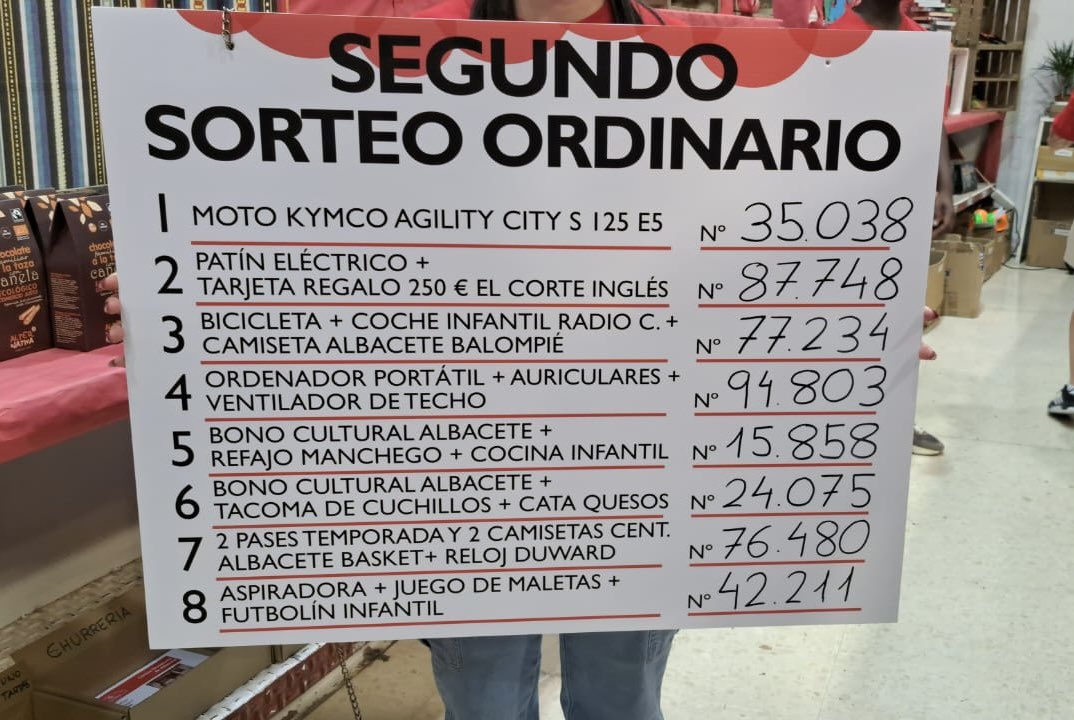 SEGUNDO
SORTEO ORDINARIO
1 MOTO KYMCO AGILITY CITY S 125 E5 Nº 35.038
2 PATÍN ELÉCTRICO +
TARJETA REGALO 250 € EL CORTE INGLÉS Nº 87.748
3 BICICLETA + COCHE INFANTIL RADIO C. +
CAMISETA ALBACETE BALOMPIÉ Nº 77.234
4 ORDENADOR PORTÁTIL + AURICULARES +
VENTILADOR DE TECHO Nº 94.803
5 BONO CULTURAL ALBACETE +
REFAJO MANCHEGO + COCINA INFANTIL Nº 15.858
6 BONO CULTURAL ALBACETE +
TACOMA DE CUCHILLOS + CATA QUESOS Nº 24.075
7 2 PASES TEMPORADA Y 2 CAMISETAS CENT.
ALBACETE BASKET+ RELOJ DUWARD Nº 76.480
8 ASPIRADORA + JUEGO DE MALETAS +
FUTBOLÍN INFANTIL Nº 42.211
chocolate
a la taza
CHURRERIA